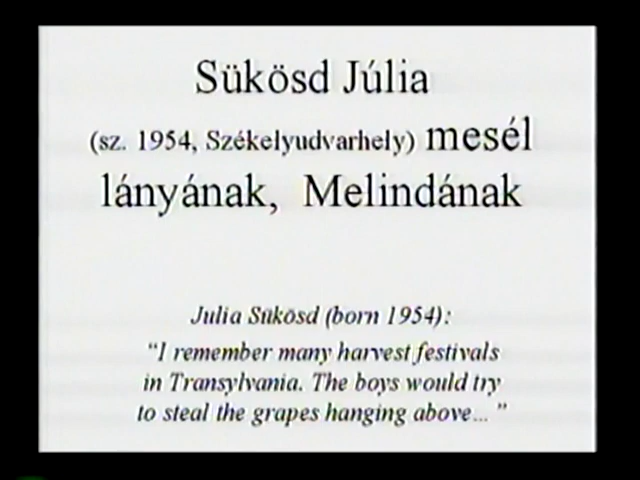 Sükösd Júlia
(sz. 1954, Székelyudvarhely) mesél
lányának, Melindának
Julia Sükösd (born 1954):
"I remember many harvest festivals
in Transylvania. The boys would try
to steal the grapes hanging above... "